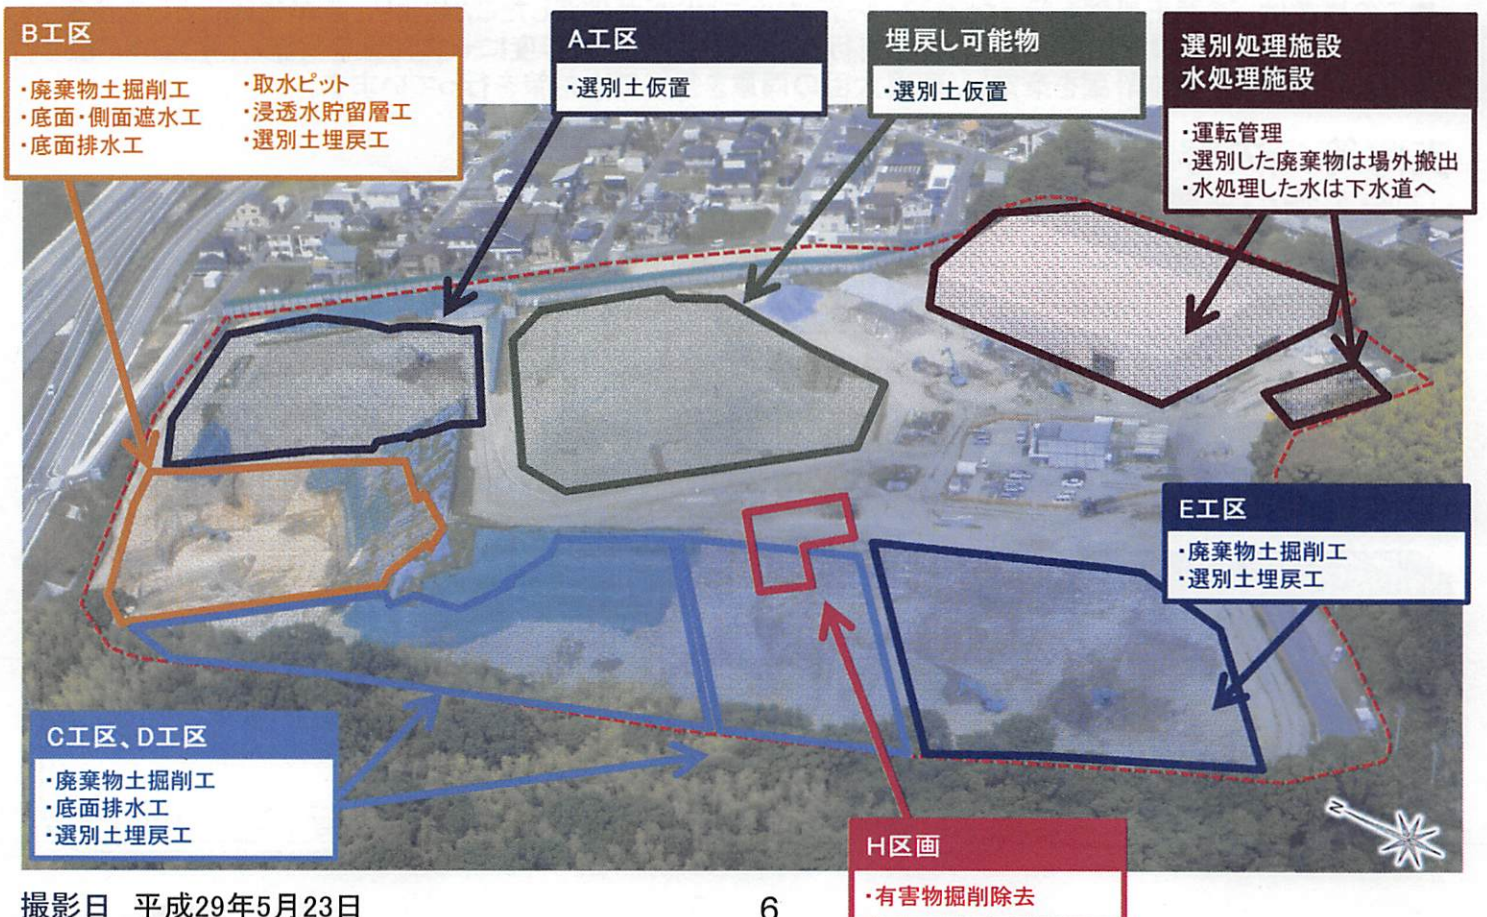 B工区
・廃棄物土掘削工
・底面・側面遮水工
・底面排水工
・取水ピット
・浸透水貯留層工
・選別土埋戻工
A工区
・選別土仮置
埋戻し可能物
・選別土仮置
選別処理施設
水処理施設
・運転管理
・選別した廃棄物は場外搬出
・水処理した水は下水道へ
E工区
・廃棄物土掘削工
・選別土埋戻工
C工区、D工区
・廃棄物土掘削工
・底面排水工
・選別土埋戻工
H区画
・有害物掘削除去
N
撮影日 平成29年5月23日
6